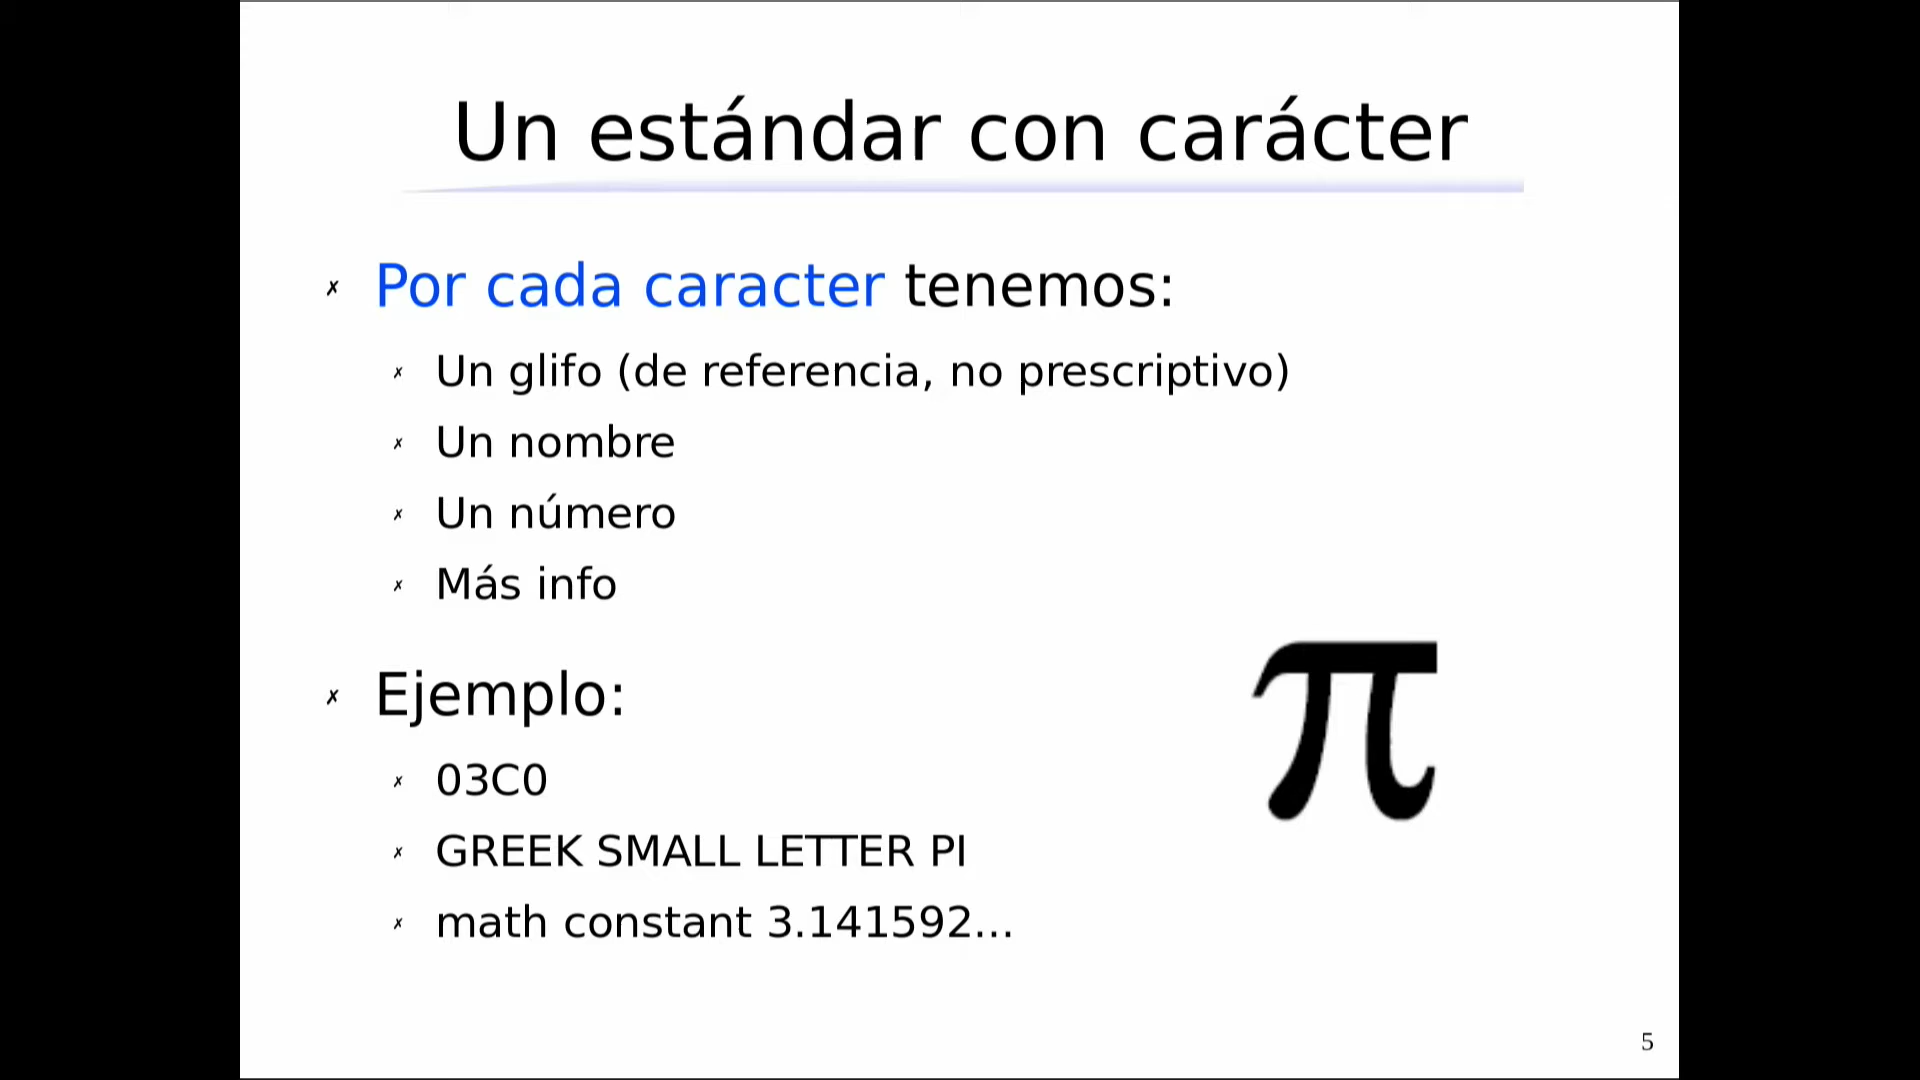 Un estándar con carácter
✗ Por cada caracter tenemos:
✗ Un glifo (de referencia, no prescriptivo)
✗ Un nombre
✗ Un número
✗ Más info
✗ Ejemplo:
✗ 03C0
✗ GREEK SMALL LETTER PI
✗ math constant 3.141592...
π
5